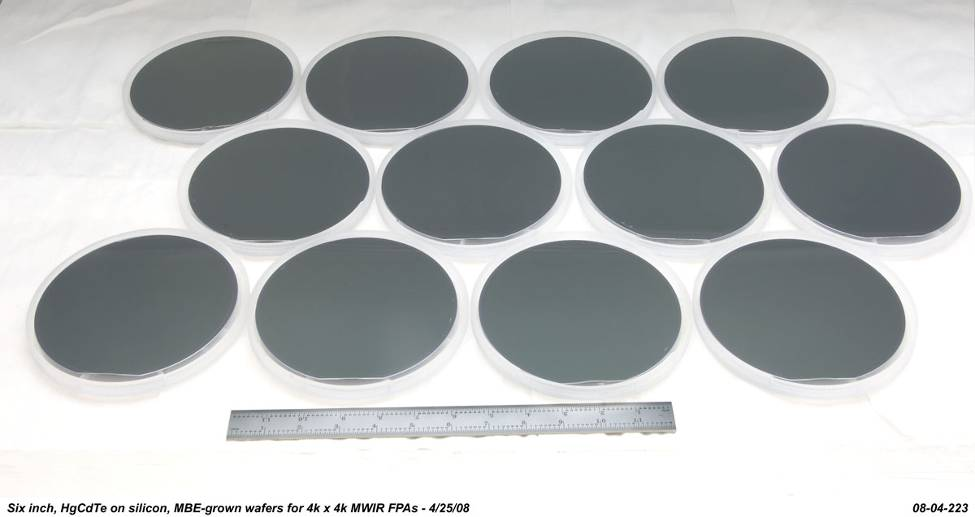 Six inch, HgCdTe on silicon, MBE-grown wafers for 4k x 4k MWIR FPAs - 4/25/08 08-04-223